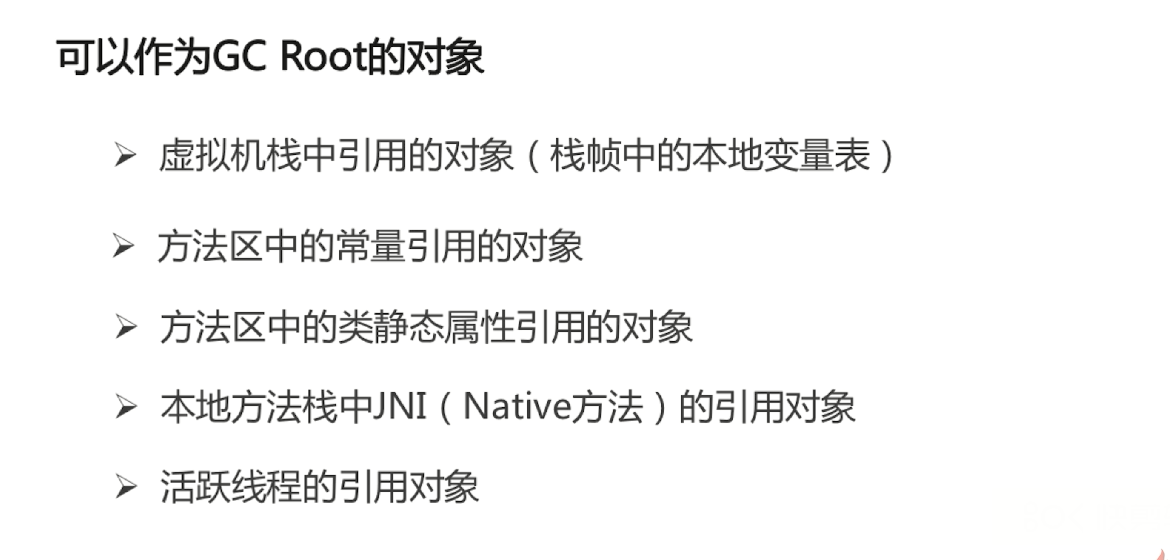 可以作为GC Root的对象
➢ 虚拟机栈中引用的对象（栈帧中的本地变量表）
➢ 方法区中的常量引用的对象
➢ 方法区中的类静态属性引用的对象
➢ 本地方法栈中JNI（Native方法）的引用对象
➢ 活跃线程的引用对象